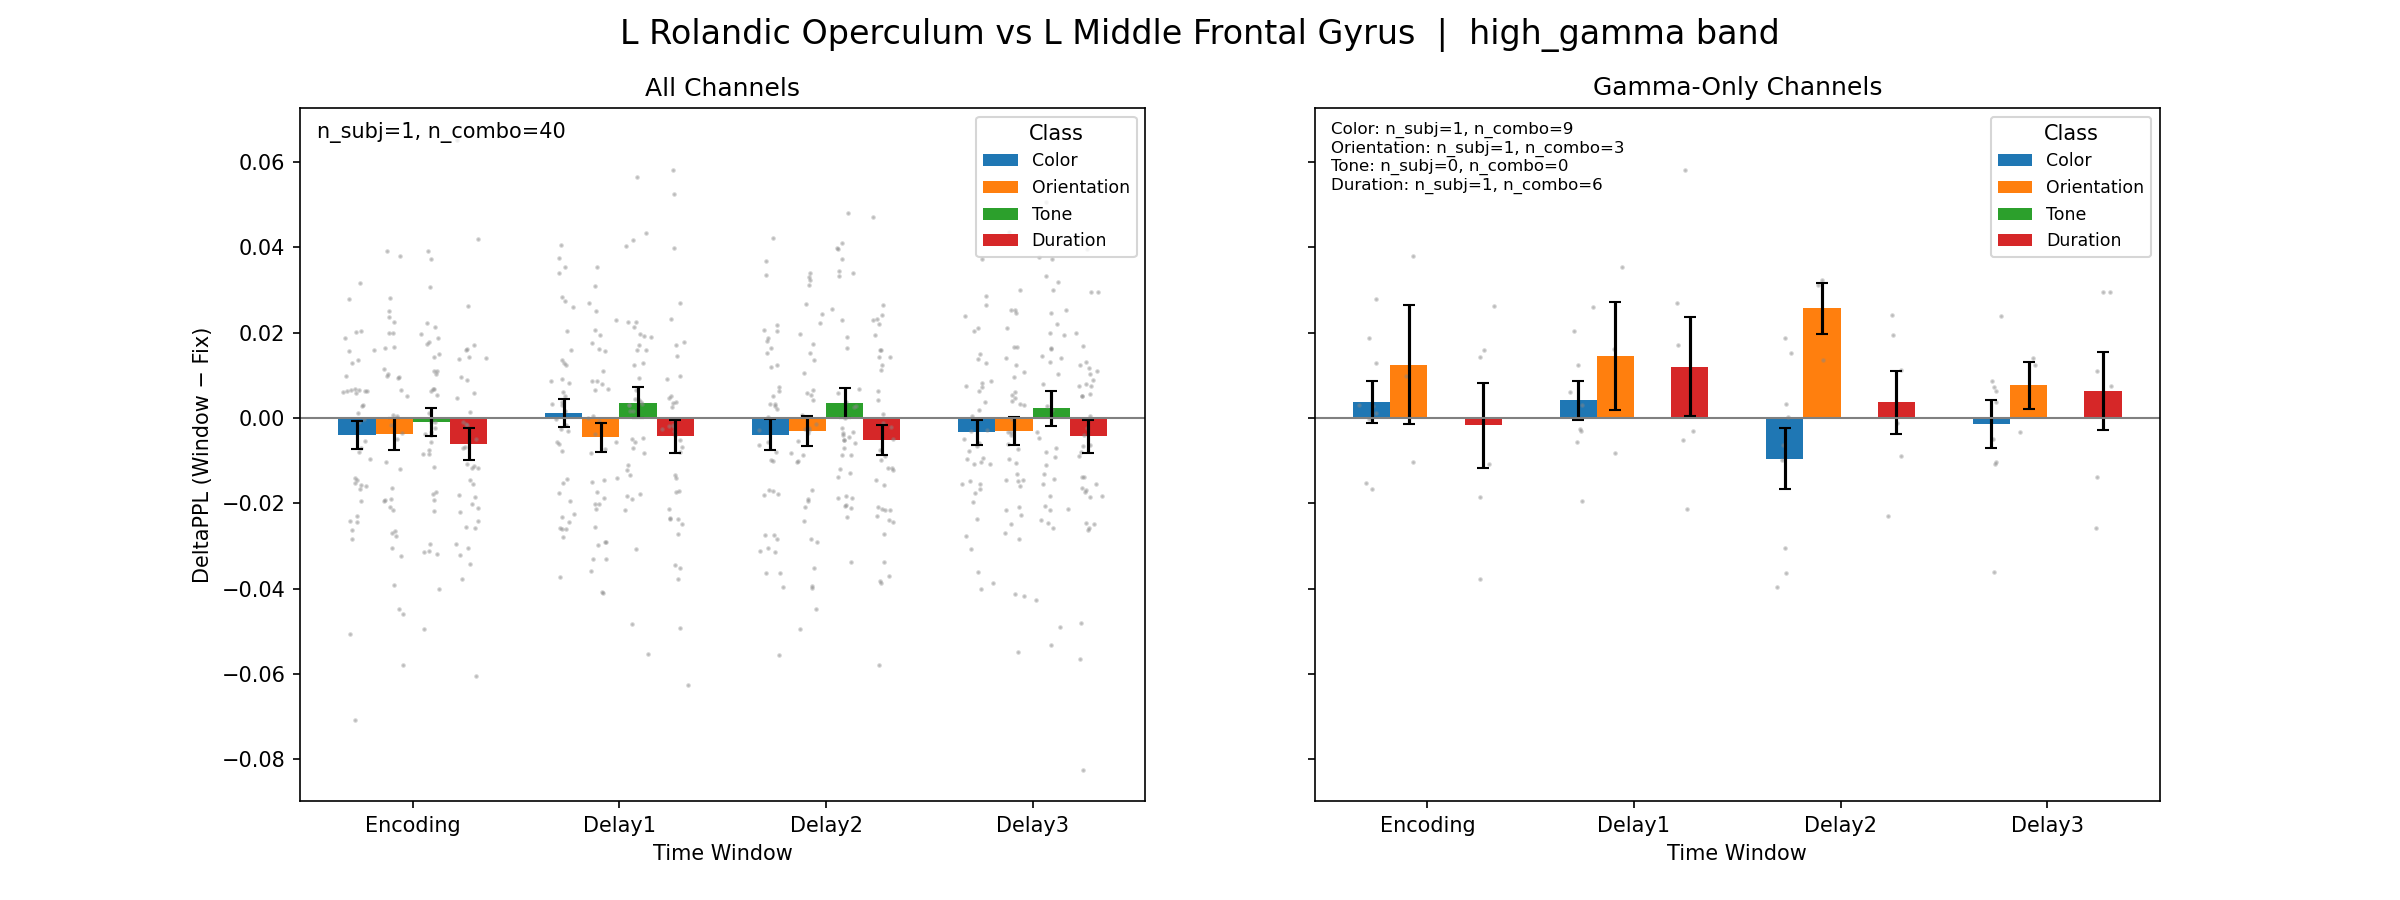 L Rolandic Operculum vs L Middle Frontal Gyrus | high_gamma band
All Channels
n_subj=1, n_combo=40
Class
Color
Orientation
Tone
Duration
DeltaPPL (Window − Fix)
0.06
0.04
0.02
0.00
−0.02
−0.04
−0.06
−0.08
Encoding
Delay1
Delay2
Delay3
Time Window
Gamma-Only Channels
Color: n_subj=1, n_combo=9
Orientation: n_subj=1, n_combo=3
Tone: n_subj=0, n_combo=0
Duration: n_subj=1, n_combo=6
Class
Color
Orientation
Tone
Duration
Encoding
Delay1
Delay2
Delay3
Time Window